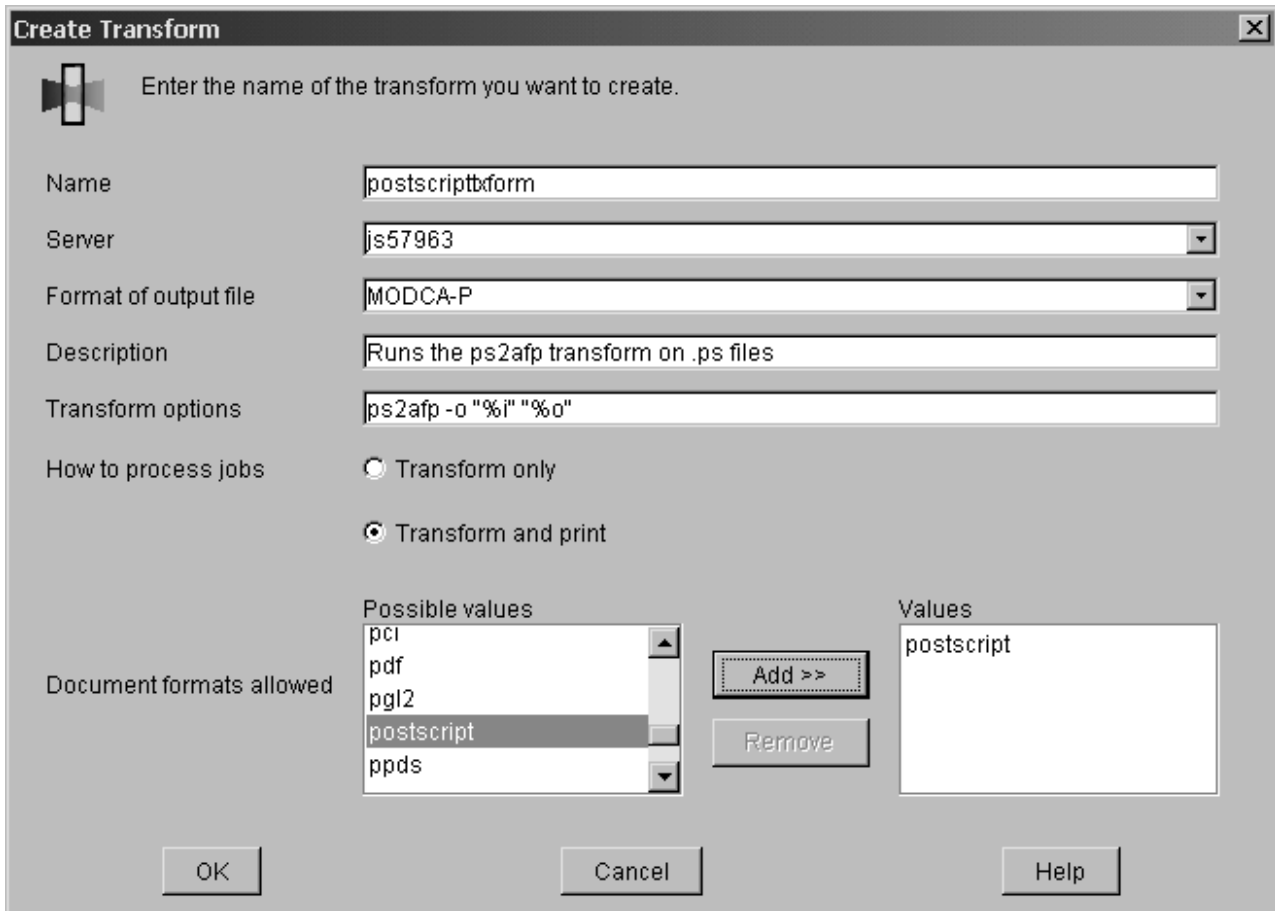 Create Transform
Enter the name of the transform you want to create.
Name postscripttxform
Server js57963
Format of output file MODCA-P
Description Runs the ps2afp transform on .ps files
Transform options ps2afp -o "%i" "%o"
How to process jobs Transform only
Transform and print
Possible values Values
pcl
pdf
pgl2
postscript
ppds
Document formats allowed
Add >>
Remove
postscript
OK Cancel Help